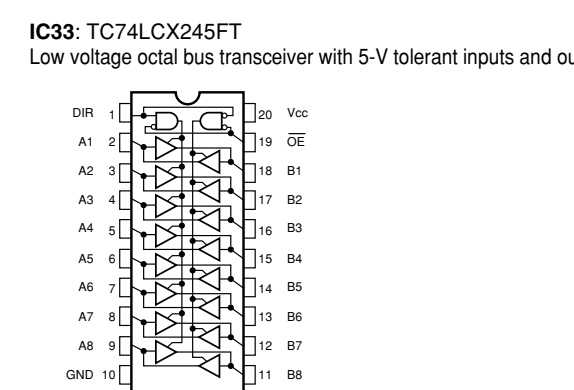 IC33: TC74LCX245FT
Low voltage octal bus transceiver with 5-V tolerant inputs and
DIR 1 20 Vcc
A1 2 19 OE
A2 3 18 B1
A3 4 17 B2
A4 5 16 B3
A5 6 15 B4
A6 7 14 B5
A7 8 13 B6
A8 9 12 B7
GND 10 11 B8